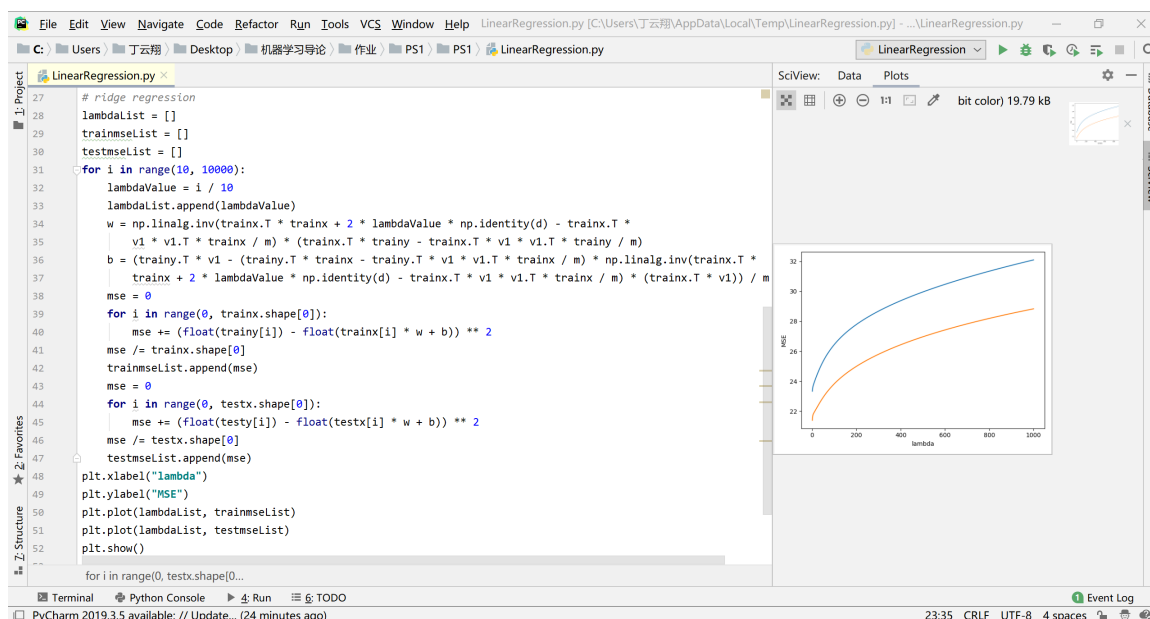 File Edit View Navigate Code Refactor Run Tools VCS Window Help LinearRegression.py [C:\Users\丁云翔\AppData\Local\Temp\LinearRegression.py] - ...\LinearRegression.py
C: Users 丁云翔 Desktop 机器学习导论 作业 PS1 PS1 LinearRegression.py LinearRegression
1: Project
LinearRegression.py
SciView: Data Plots
bit color) 19.79 kB
27 # ridge regression
28 lambdaList = []
29 trainmseList = []
30 testmseList = []
31 for i in range(10, 10000):
32 lambdaValue = i / 10
33 lambdaList.append(lambdaValue)
34 w = np.linalg.inv(trainx.T * trainx + 2 * lambdaValue * np.identity(d) - trainx.T *
35 v1 * v1.T * trainx / m) * (trainx.T * trainy - trainx.T * v1 * v1.T * trainy / m)
36 b = (trainy.T * v1 - (trainy.T * trainx - trainy.T * v1 * v1.T * trainx / m) * np.linalg.inv(trainx.T *
37 trainx + 2 * lambdaValue * np.identity(d) - trainx.T * v1 * v1.T * trainx / m) * (trainx.T * v1)) / m
38 mse = 0
39 for i in range(0, trainx.shape[0]):
40 mse += (float(trainy[i]) - float(trainx[i] * w + b)) ** 2
41 mse /= trainx.shape[0]
42 trainmseList.append(mse)
43 mse = 0
44 for i in range(0, testx.shape[0]):
45 mse += (float(testy[i]) - float(testx[i] * w + b)) ** 2
46 mse /= testx.shape[0]
47 testmseList.append(mse)
48 plt.xlabel("lambda")
49 plt.ylabel("MSE")
50 plt.plot(lambdaList, trainmseList)
51 plt.plot(lambdaList, testmseList)
52 plt.show()
for i in range(0, testx.shape[0...
2: Favorites
7: Structure
32
30
28
26
24
22
MSE
0 200 400 600 800 1000
lambda
Terminal Python Console 4: Run 6: TODO 1 Event Log
PyCharm 2019.3.5 available: // Update... (24 minutes ago) 23:35 CRLF UTF-8 4 spaces